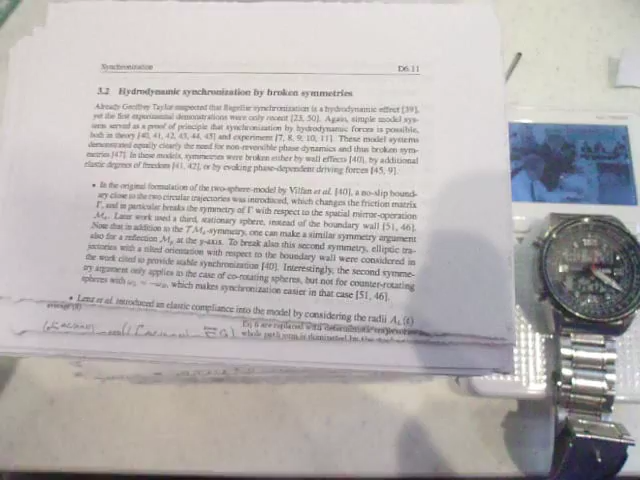 Synchronization D6.11
3.2 Hydrodynamic synchronization by broken symmetries
Already Geoffrey Taylor suspected that flagellar synchronization is a hydrodynamic effect [39],
yet the first experimental demonstrations were only recent [23, 50]. Again, simple model sys-
tems served as a proof of principle that synchronization by hydrodynamic forces is possible,
both in theory [40, 41, 42, 43, 44, 45] and experiment [7, 8, 9, 10, 11]. These model systems
demonstrated equally clearly the need for non-reversible phase dynamics and thus broken sym-
metries [47]. In these models, symmetries were broken either by wall effects [40], by additional
elastic degrees of freedom [41, 42], or by evoking phase-dependent driving forces [45, 9].
• In the original formulation of the two-sphere-model by Vilfan et al. [40], a no-slip bound-
ary close to the two circular trajectories was introduced, which changes the friction matrix
Γ, and in particular breaks the symmetry of Γ with respect to the spatial mirror-operation
Mₓ. Later work used a third, stationary sphere, instead of the boundary wall [51, 46].
Note that in addition to the TMₓ-symmetry, one can make a similar symmetry argument
also for a reflection Mᵧ at the y-axis. To break also this second symmetry, elliptic tra-
jectories with a tilted orientation with respect to the boundary wall were considered in
the work cited to provide stable synchronization [40]. Interestingly, the second symme-
try argument only applies to the case of co-rotating spheres, but not for counter-rotating
spheres with which makes synchronization easier in that case [51, 46].
• Lenz et al. introduced an elastic compliance into the model by considering the radii
are replaced with deterministic
whole path sum is dominated by the